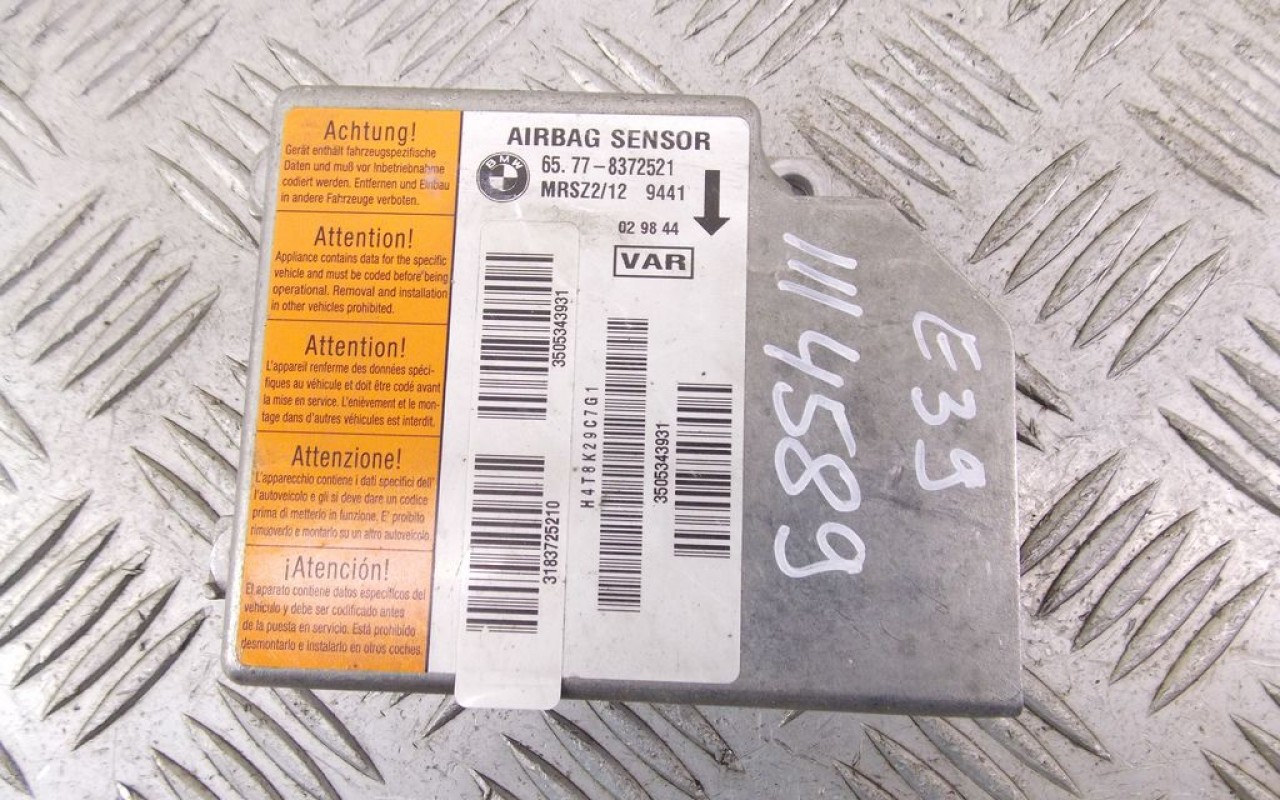 Achtung!
Gerät enthält fahrzeugspezifische
Daten und muß vor Inbetriebnahme
codiert werden. Entfernen und Einbau
in andere Fahrzeuge verboten.
Attention!
Appliance contains data for the specific
vehicle and must be coded before being
operational. Removal and installation
in other vehicles prohibited.
Attention!
L'appareil renferme des données spéci-
fiques au véhicule et doit être codé avant
la mise en service. L'enièvement et le mon-
tage dans d'autres véhicules est interdit.
Attenzione!
L'apparecchio contiene i dati specifici dell'
l'autoveicolo e gli si deve dare un codice
prima di metterlo in funzione. E' proibito
rimuoverlo e montarlo su un altro autoveicolo.
¡Atención!
El aparato contiene datos específicos del
vehículo y debe ser codificado antes
de la puesta en servicio. Está prohibido
desmontarlo e instalarlo en otros coches.
AIRBAG SENSOR
BMW
65. 77-8372521
MRSZ2/12 9441
02 98 44
VAR
3505343931
3183725210
H4T8K29C7G1
3505343931
1114589
E39